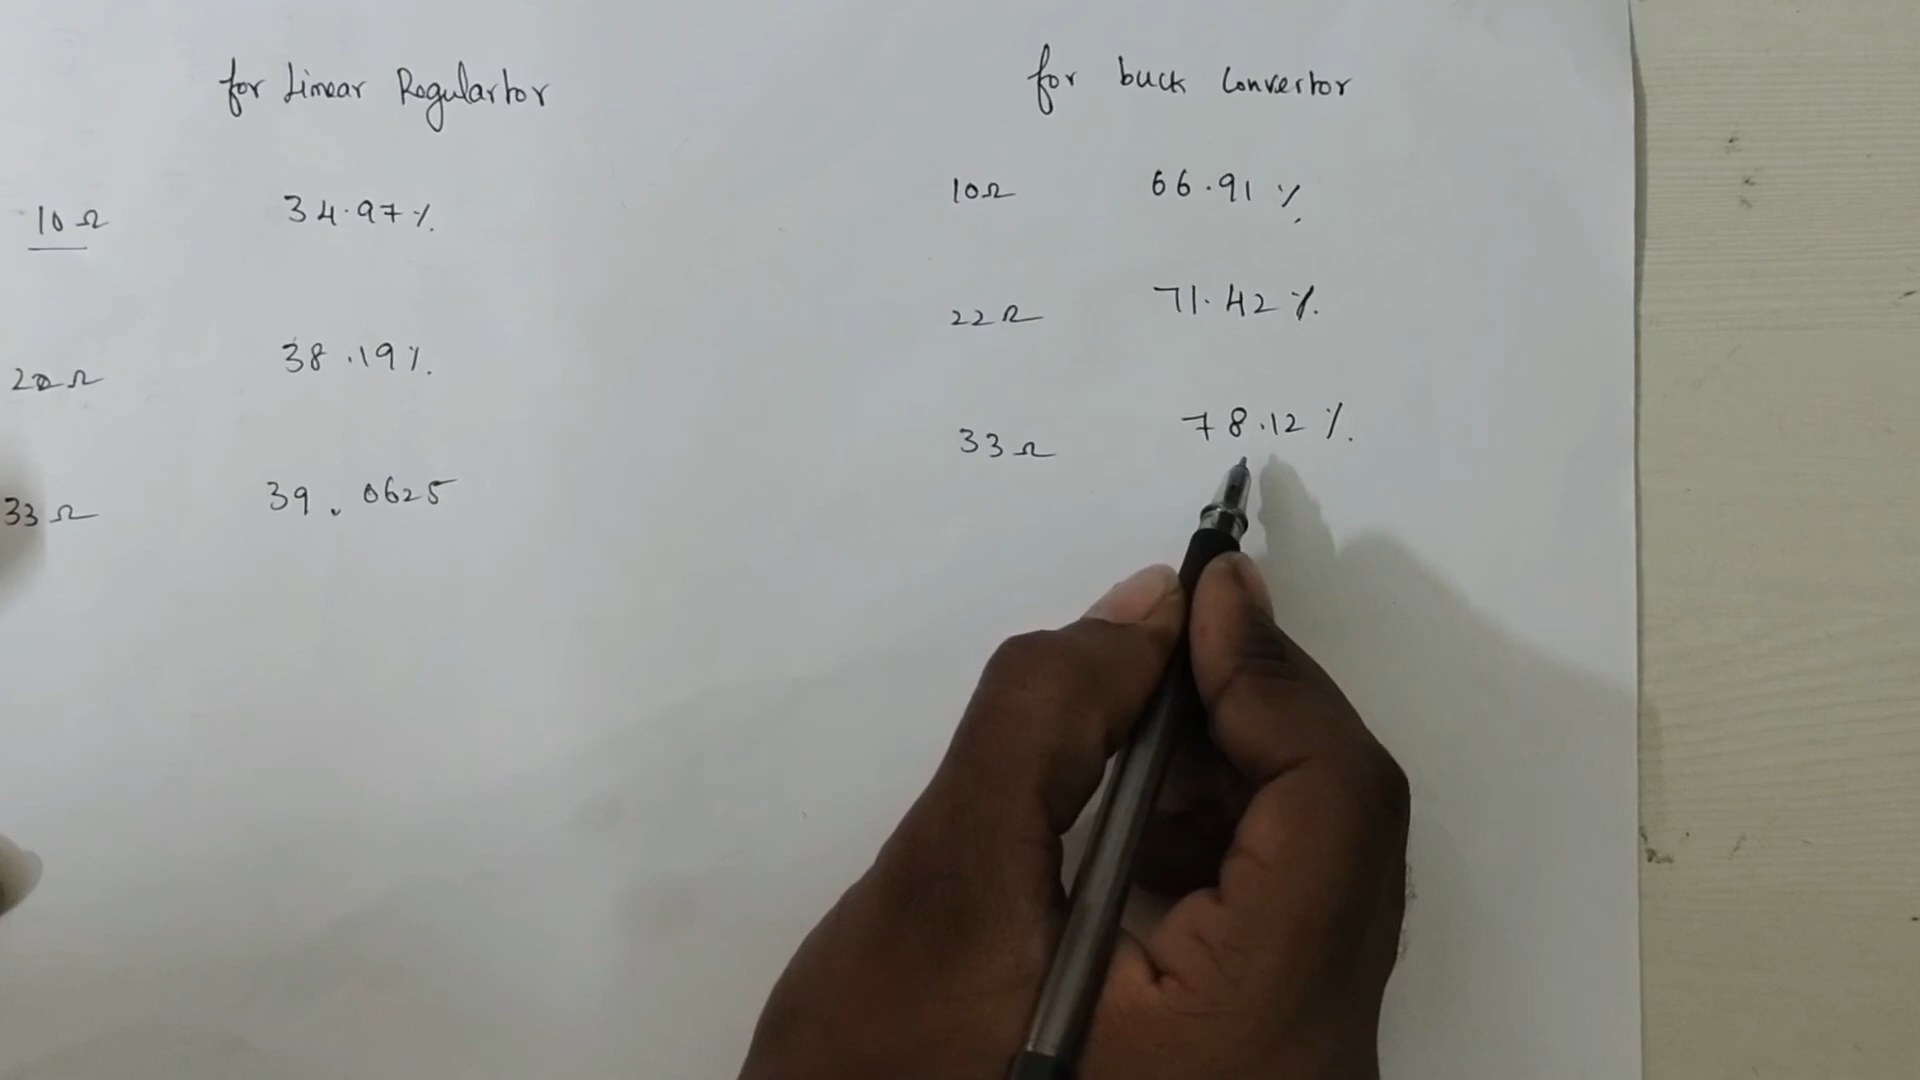 for Linear Regulartor
10Ω 34.97%
22Ω 38.19%
33Ω 39.0625
for buck Convertor
10Ω 66.91%
22Ω 71.42%
33Ω 78.12%